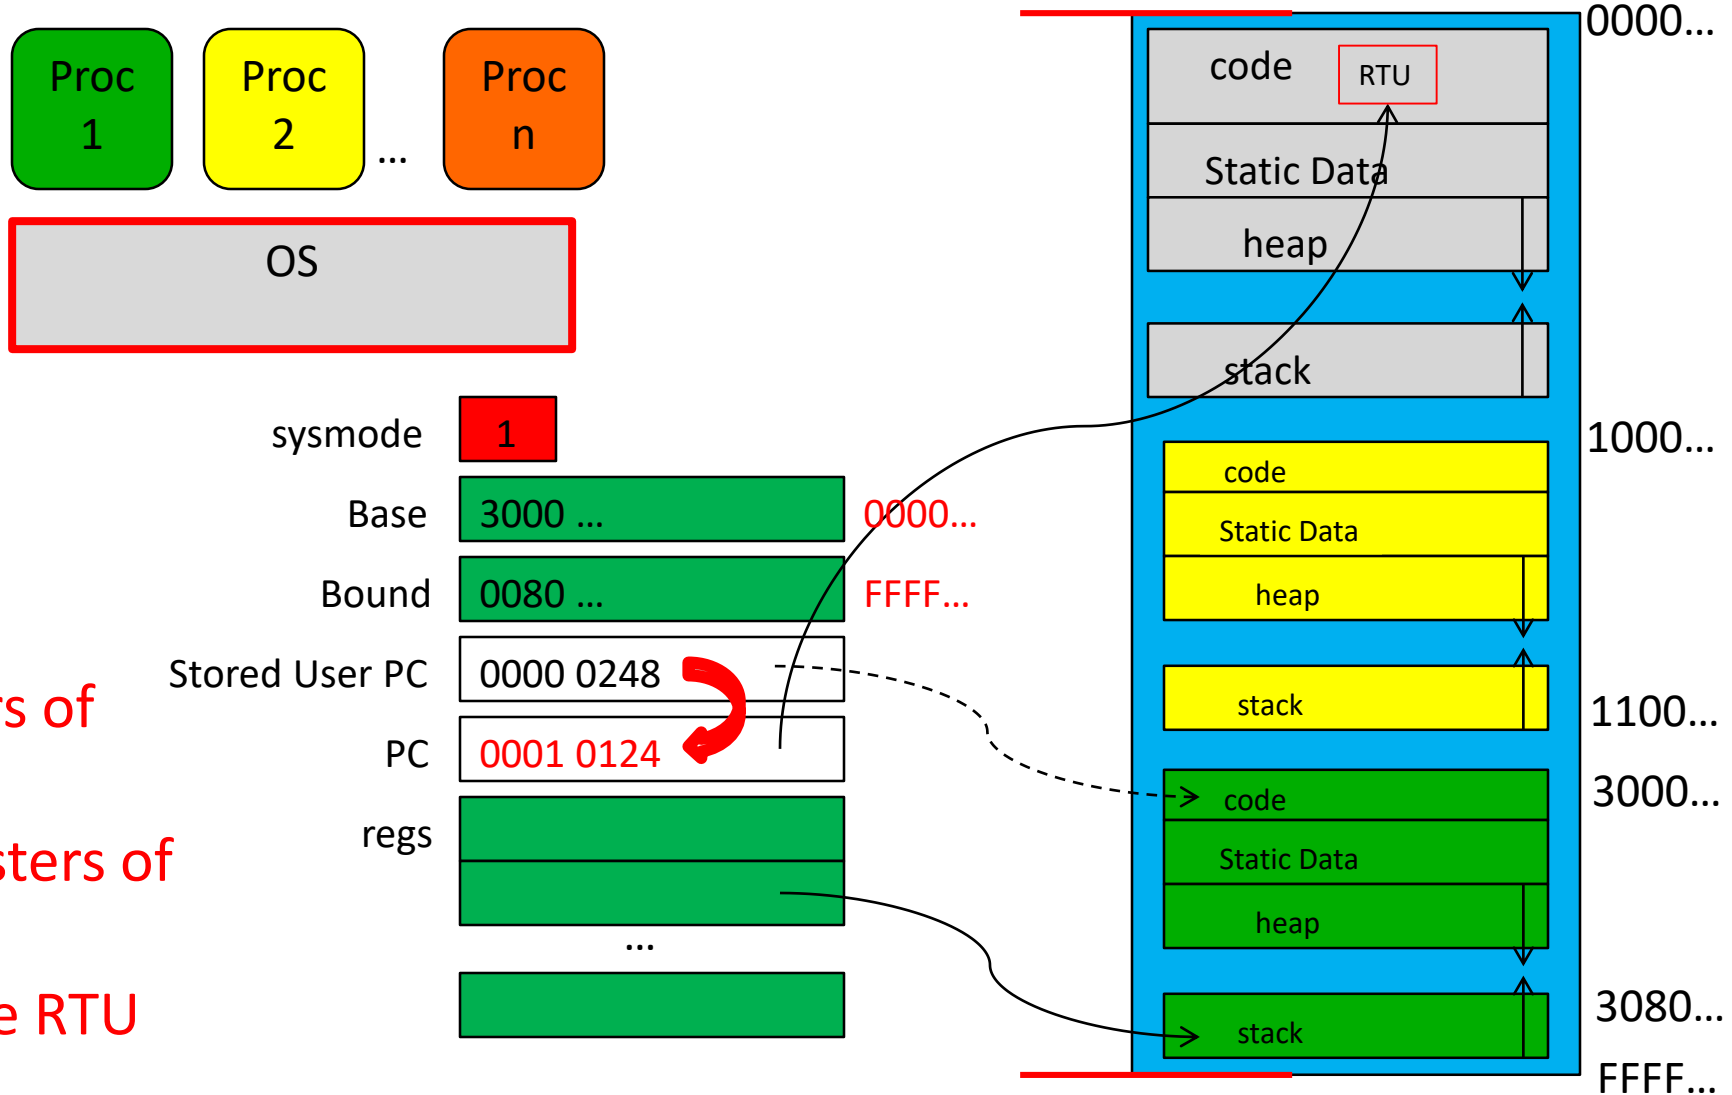 Proc
1
Proc
2
...
Proc
n
OS
sysmode 1
Base 3000 ... 0000...
Bound 0080 ... FFFF...
Stored User PC 0000 0248
PC 0001 0124
regs
...
rs of
sters of
e RTU
0000...
code RTU
Static Data
heap
stack
1000...
code
Static Data
heap
stack
1100...
3000...
code
Static Data
heap
3080...
stack
FFFF...